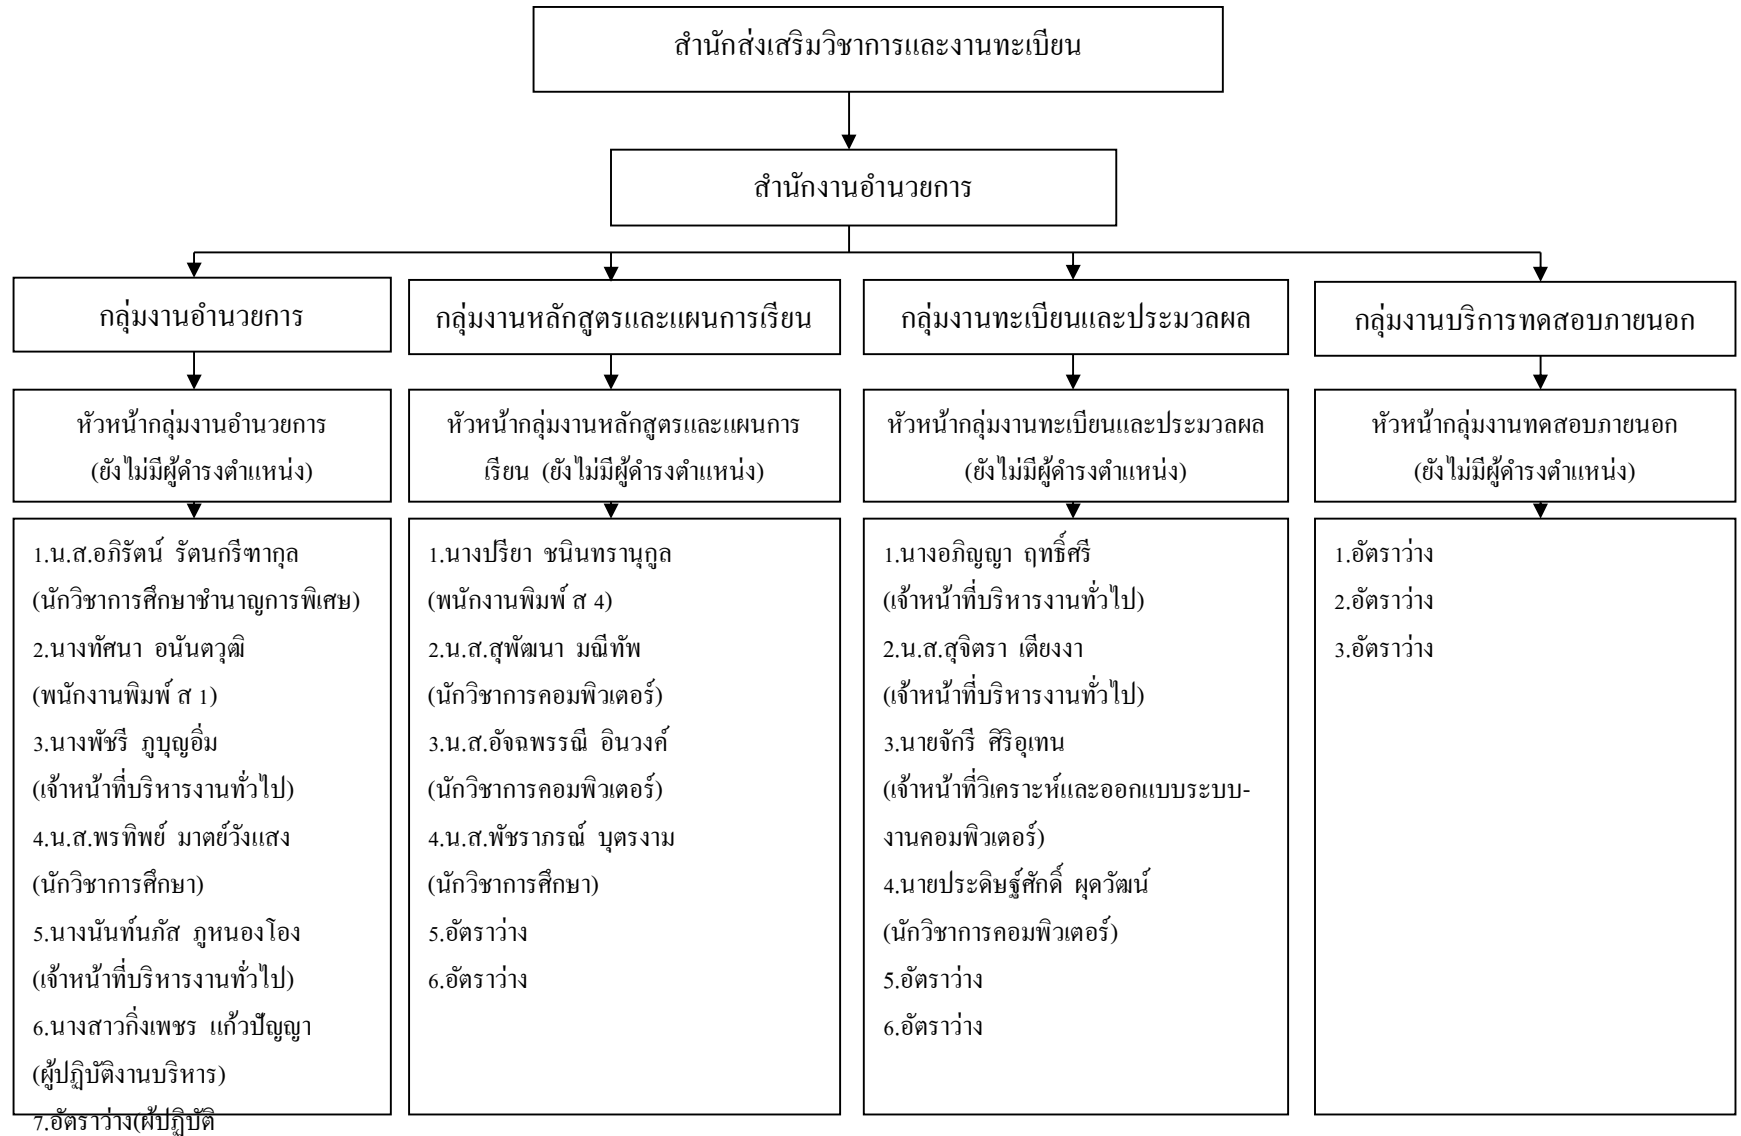 สำนักส่งเสริมวิชาการและงานทะเบียน
สำนักงานอำนวยการ
กลุ่มงานอำนวยการ
กลุ่มงานหลักสูตรและแผนการเรียน
กลุ่มงานทะเบียนและประมวลผล
กลุ่มงานบริการทดสอบภายนอก
หัวหน้ากลุ่มงานอำนวยการ
(ยังไม่มีผู้ดำรงตำแหน่ง)
หัวหน้ากลุ่มงานหลักสูตรและแผนการ
เรียน (ยังไม่มีผู้ดำรงตำแหน่ง)
หัวหน้ากลุ่มงานทะเบียนและประมวลผล
(ยังไม่มีผู้ดำรงตำแหน่ง)
หัวหน้ากลุ่มงานทดสอบภายนอก
(ยังไม่มีผู้ดำรงตำแหน่ง)
1.น.ส.อภิรัตน์ รัตนกรีฑากุล
(นักวิชาการศึกษาชำนาญการพิเศษ)
2.นางทัศนา อนันตวุฒิ
(พนักงานพิมพ์ ส 1)
3.นางพัชรี ภูบุญอิ่ม
(เจ้าหน้าที่บริหารงานทั่วไป)
4.น.ส.พรทิพย์ มาตย์วังแสง
(นักวิชาการศึกษา)
5.นางนันท์นภัส ภูหนองโอง
(เจ้าหน้าที่บริหารงานทั่วไป)
6.นางสาวกิ่งเพชร แก้วปัญญา
(ผู้ปฏิบัติงานบริหาร)
7.อัตราว่าง(ผู้ปฏิบัติ
1.นางปรียา ชนินทรานุกูล
(พนักงานพิมพ์ ส 4)
2.น.ส.สุพัฒนา มณีทัพ
(นักวิชาการคอมพิวเตอร์)
3.น.ส.อัจฉพรรณี อินวงค์
(นักวิชาการคอมพิวเตอร์)
4.น.ส.พัชราภรณ์ บุตรงาม
(นักวิชาการศึกษา)
5.อัตราว่าง
6.อัตราว่าง
1.นางอภิญญา ฤทธิ์ศรี
(เจ้าหน้าที่บริหารงานทั่วไป)
2.น.ส.สุจิตรา เตียงงา
(เจ้าหน้าที่บริหารงานทั่วไป)
3.นายจักรี ศิริอุเทน
(เจ้าหน้าที่วิเคราะห์และออกแบบระบบ-
งานคอมพิวเตอร์)
4.นายประดิษฐ์ศักดิ์ ผุดวัฒน์
(นักวิชาการคอมพิวเตอร์)
5.อัตราว่าง
6.อัตราว่าง
1.อัตราว่าง
2.อัตราว่าง
3.อัตราว่าง